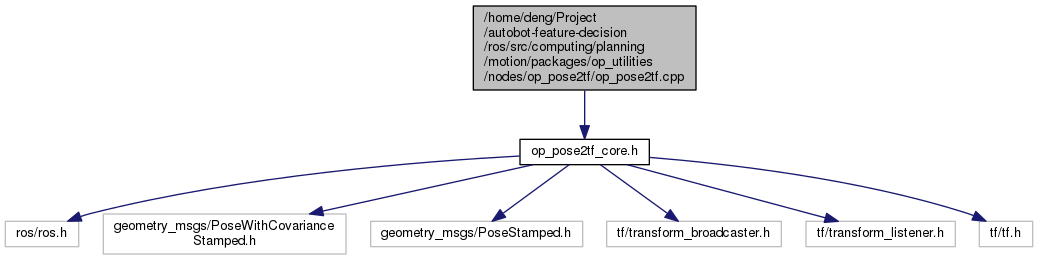 /home/deng/Project
/autobot-feature-decision
/ros/src/computing/planning
/motion/packages/op_utilities
/nodes/op_pose2tf/op_pose2tf.cpp
op_pose2tf_core.h
ros/ros.h
geometry_msgs/PoseWithCovariance
Stamped.h
geometry_msgs/PoseStamped.h
tf/transform_broadcaster.h
tf/transform_listener.h
tf/tf.h